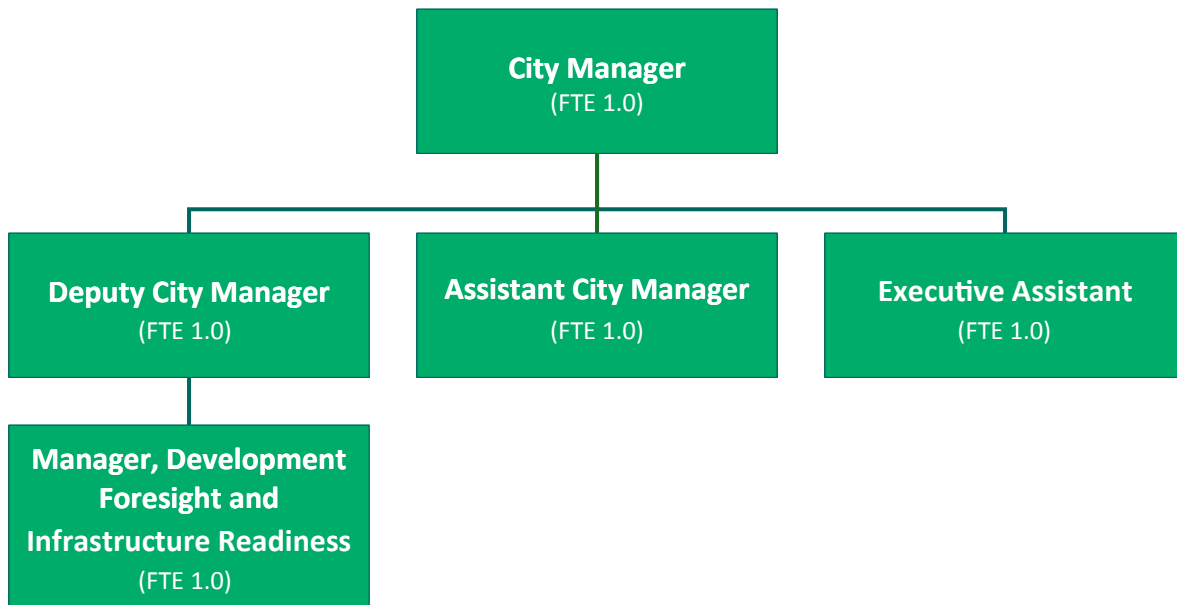 City Manager
(FTE 1.0)
Deputy City Manager
(FTE 1.0)
Assistant City Manager
(FTE 1.0)
Executive Assistant
(FTE 1.0)
Manager, Development
Foresight and
Infrastructure Readiness
(FTE 1.0)